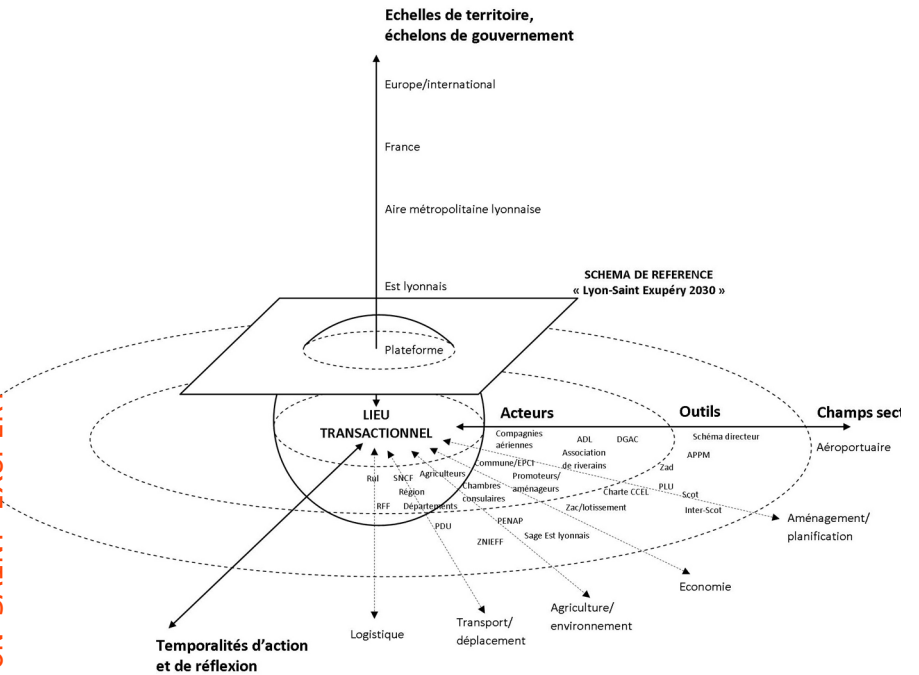 Echelles de territoire,
échelons de gouvernement
Europe/international
France
Aire métropolitaine lyonnaise
Est lyonnais
SCHEMA DE REFERENCE
« Lyon-Saint Exupéry 2030 »
Plateforme
LIEU
TRANSACTIONNEL
Acteurs
Outils
Champs sect
Compagnies
aériennes
ADL
DGAC
Schéma directeur
Aéroportuaire
Association
de riverains
APPM
Commune/EPCI
Zad
Rul
SNCF
Agriculteurs
Promoteurs/
aménageurs
Région
Chambres
consulaires
Charte CCEL
PLU
Scot
RFF
Départements
Zac/lotissement
Inter-Scot
PDU
PENAP
Aménagement/
planification
ZNIEFF
Sage Est lyonnais
Economie
Agriculture/
environnement
Transport/
déplacement
Logistique
Temporalités d’action
et de réflexion